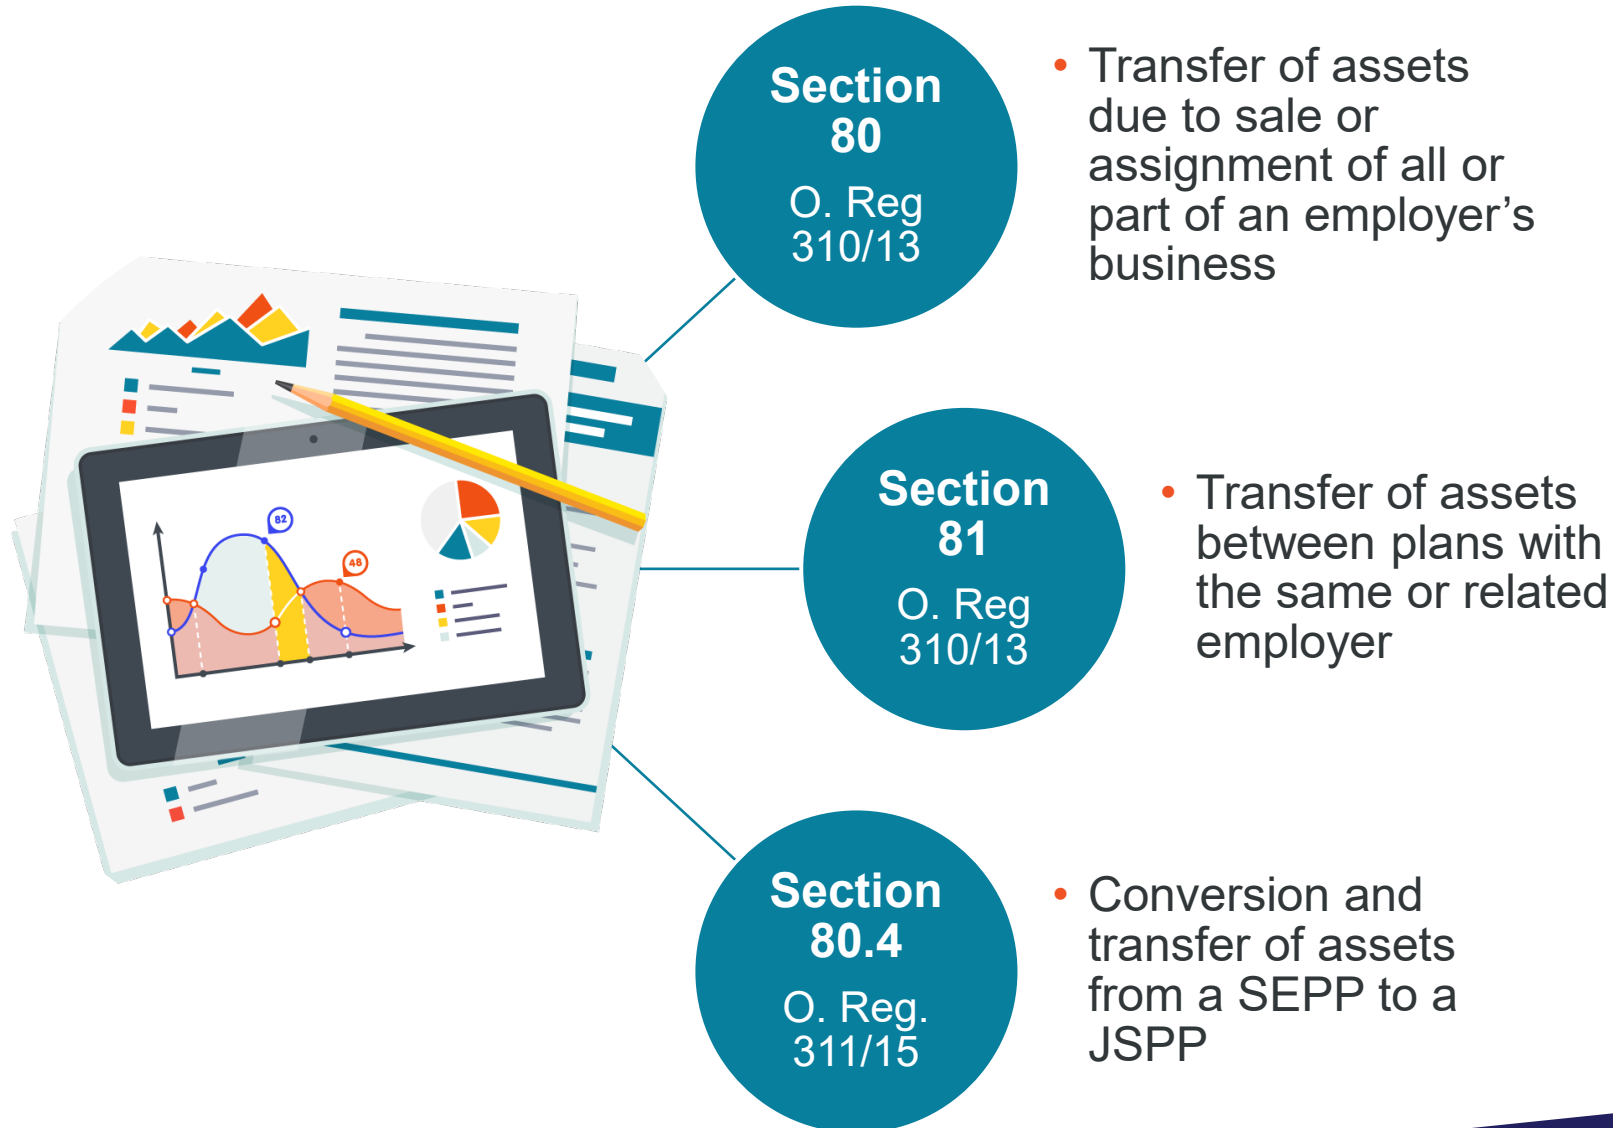 Section
80
O. Reg
310/13
• Transfer of assets
due to sale or
assignment of all or
part of an employer’s
business
82
48
Section
81
O. Reg
310/13
• Transfer of assets
between plans with
the same or related
employer
Section
80.4
O. Reg.
311/15
• Conversion and
transfer of assets
from a SEPP to a
JSPP